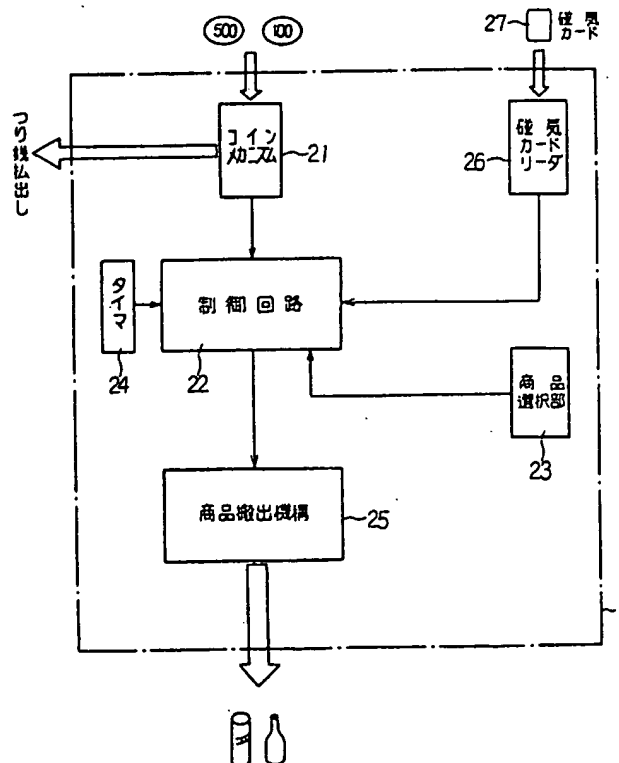 500
100
27
磁気
カード
つり銭払出し
コイン
メカニズム
21
磁気
カード
リーダ
26
タイマ
24
制御回路
22
商品
選択部
23
商品搬出機構
25